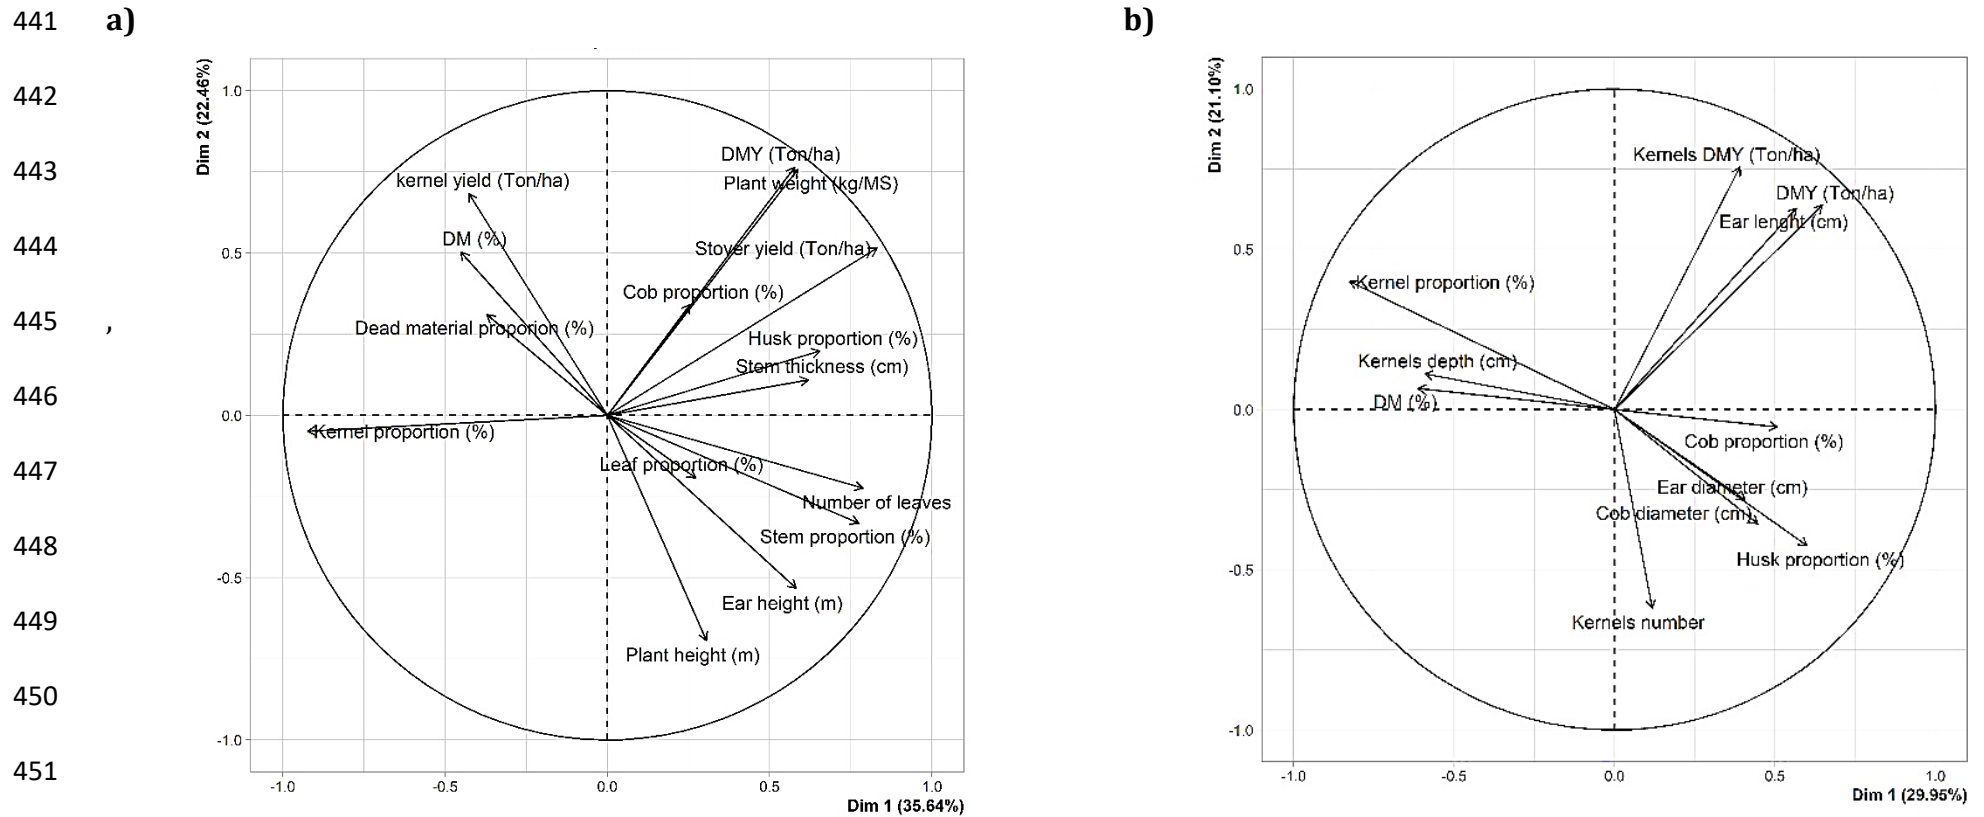 441
a)
b)
442
443
444
445
,
446
447
448
449
450
451
Dim 2 (22.46%)
1.0
0.5
0.0
-0.5
-1.0
DMY (Ton/ha)
kernel yield (Ton/ha)
Plant weight (kg/MS)
DM (%)
Stover yield (Ton/ha)
Cob proportion (%)
Dead material proporion (%)
Husk proportion (%)
Stem thickness (cm)
Kernel proportion (%)
Leaf proportion (%)
Number of leaves
Stem proportion (%)
Ear height (m)
Plant height (m)
-1.0
-0.5
0.0
0.5
1.0
Dim 1 (35.64%)
Dim 2 (21.10%)
1.0
0.5
0.0
-0.5
-1.0
Kernels DMY (Ton/ha)
DMY (Ton/ha)
Ear lenght (cm)
Kernel proportion (%)
Kernels depth (cm)
DM (%)
Cob proportion (%)
Ear diameter (cm)
Cob diameter (cm)
Husk proportion (%)
Kernels number
-1.0
-0.5
0.0
0.5
1.0
Dim 1 (29.95%)